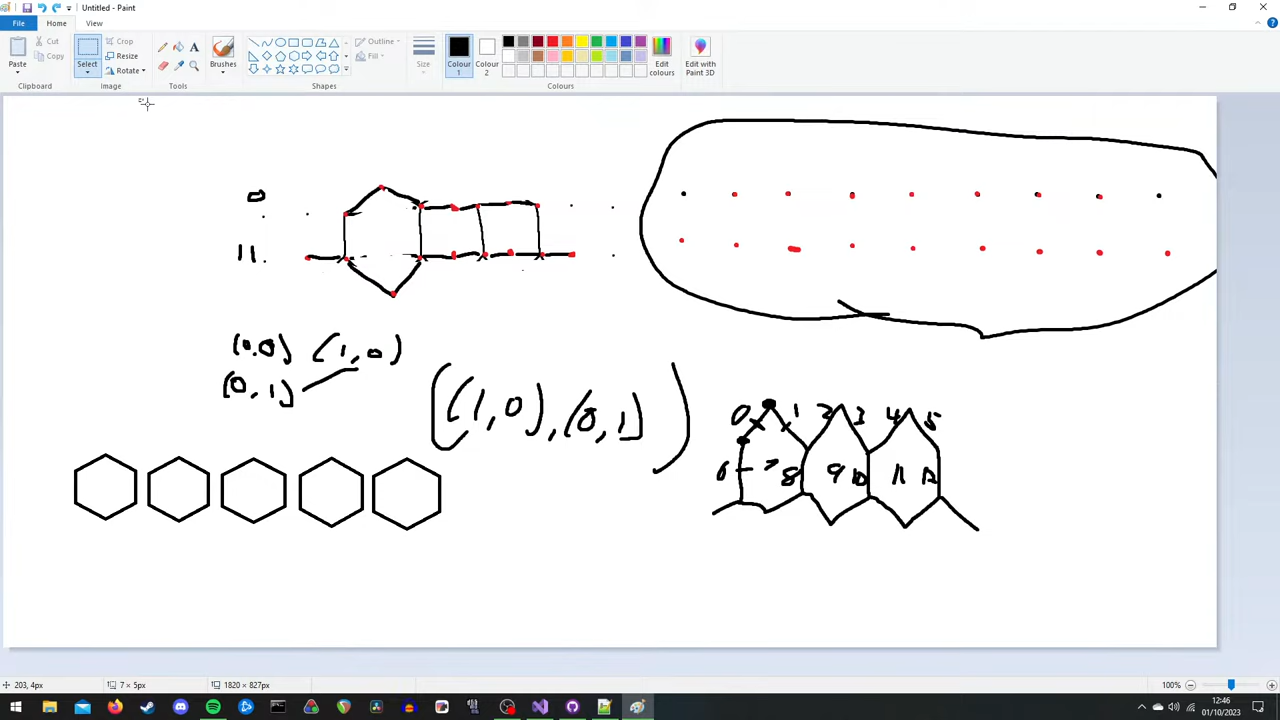 Untitled - Paint
File Home View
Paste Cut Copy Clipboard
Select Crop Resize Rotate Image
Tools
Brushes
Outline Fill Shapes
Size
Colour 1 Colour 2 Edit colours Colours
Edit with Paint 3D
0
11.
(0,0) (1,0)
(0,1)
((1,0),(0,1))
0 1 2 3 4 5
6 7 8 9 10 11 12
203, 4px 7 × 5px 1820 × 827px 100%
12:46
01/10/2023